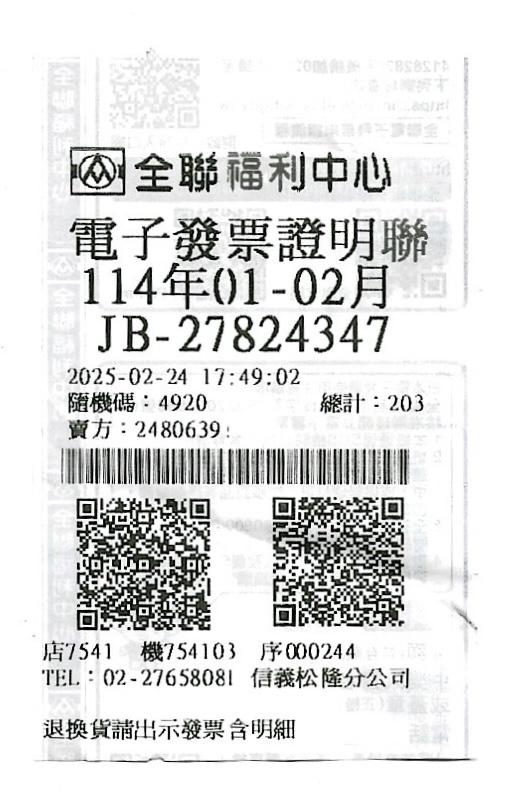 全聯福利中心
電子發票證明聯
114年01-02月
JB-27824347
2025-02-24 17:49:02
隨機碼：4920 總計：203
賣方：2480639
店7541 機754103 序000244
TEL：02-27658081 信義松隆分公司
退換貨請出示發票含明細